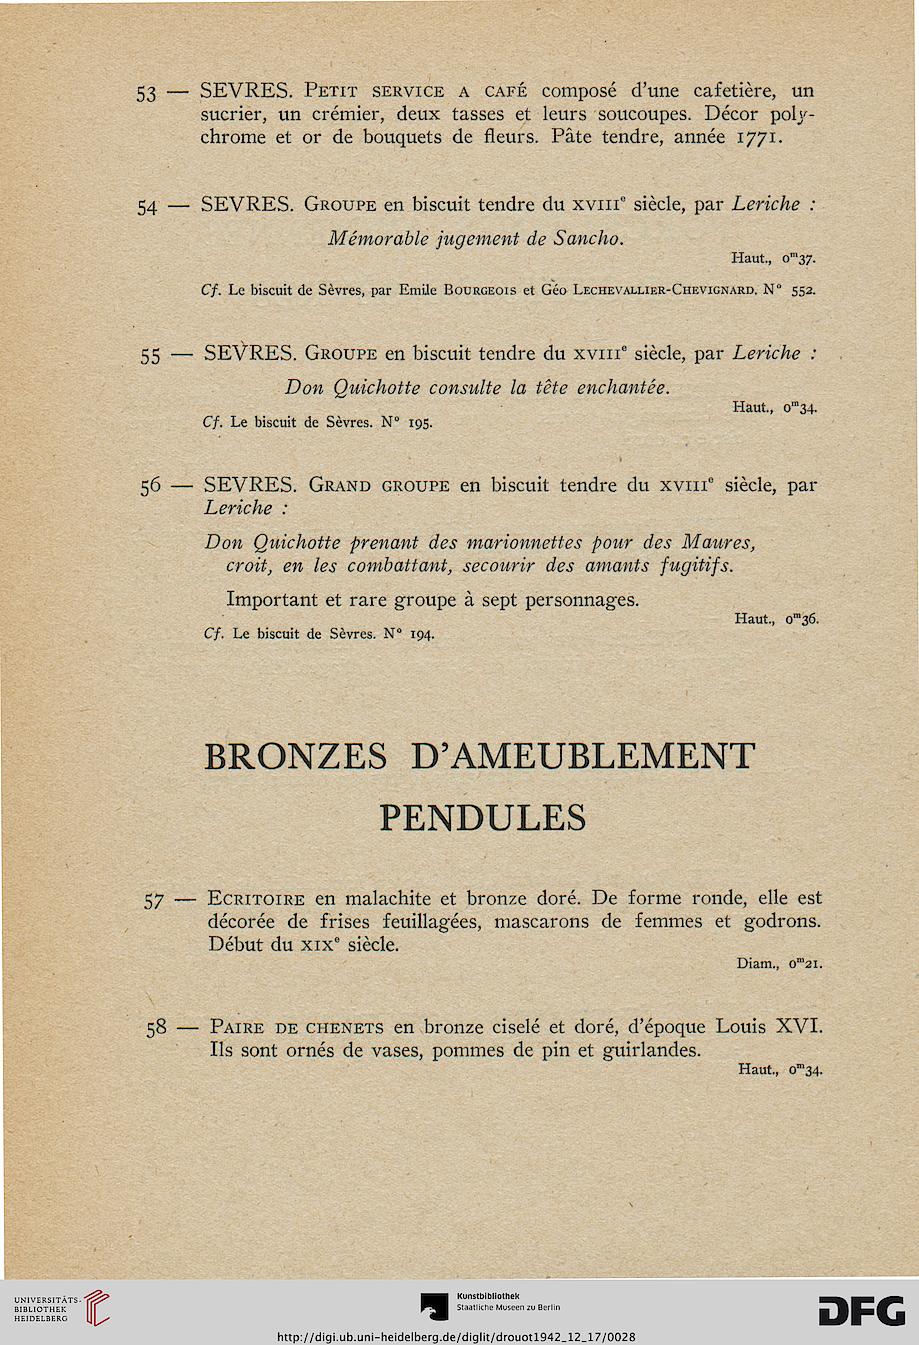 53 — SEVRES. PETIT SERVICE A CAFÉ composé d'une cafetière, un
sucrier, un crémier, deux tasses et leurs soucoupes. Décor poly-
chrome et or de bouquets de fleurs. Pâte tendre, année 1771.
54 — SEVRES. GROUPE en biscuit tendre du XVIIIe siècle, par Leriche :
Mémorable jugement de Sancho.
Haut., 0m37.
Cf. Le biscuit de Sèvres, par Emile BOURGEOIS et Géo LECHEVALLIER-CHEVIGNARD. N° 552.
55 — SEVRES. GROUPE en biscuit tendre du XVIIIe siècle, par Leriche :
Don Quichotte consulte la tête enchantée.
Haut., 0m34.
Cf. Le biscuit de Sèvres. N° 195.
56 — SEVRES. GRAND GROUPE en biscuit tendre du XVIIIe siècle, par
Leriche :
Don Quichotte prenant des marionnettes pour des Maures,
croit, en les combattant, secourir des amants fugitifs.
Important et rare groupe à sept personnages.
Haut., 0m36.
Cf. Le biscuit de Sèvres. N° 194.
BRONZES D'AMEUBLEMENT
PENDULES
57 — ECRITOIRE en malachite et bronze doré. De forme ronde, elle est
décorée de frises feuillagées, mascarons de femmes et godrons.
Début du XIXe siècle.
Diam., 0m21.
58 — PAIRE DE CHENETS en bronze ciselé et doré, d'époque Louis XVI.
Ils sont ornés de vases, pommes de pin et guirlandes.
Haut., 0m34.
UNIVERSITÄTS-
BIBLIOTHEK
HEIDELBERG
Kunstbibliothek
Staatliche Museen zu Berlin
DFG
http://digi.ub.uni-heidelberg.de/diglit/drouot1942_12_17/0028